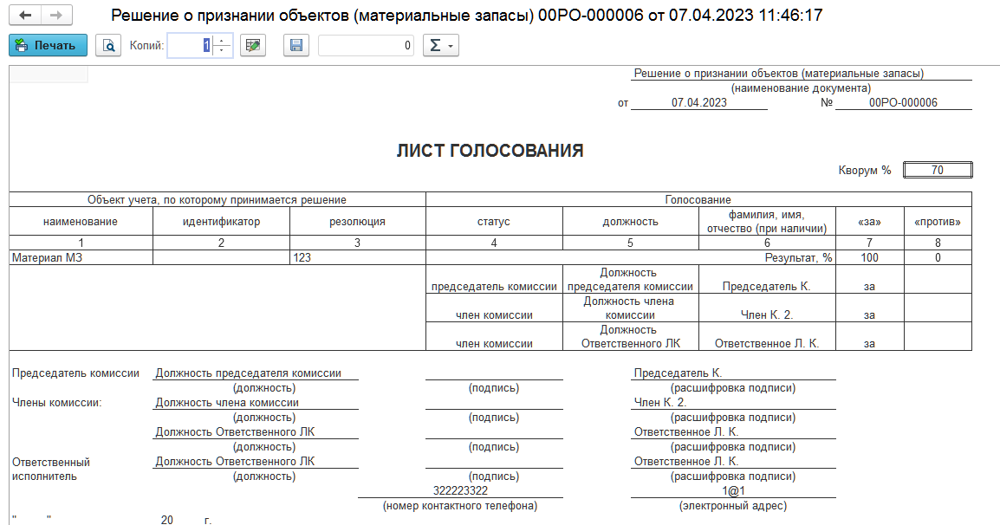 Решение о признании объектов (материальные запасы) 00РО-000006 от 07.04.2023 11:46:17
Печать Копий: 1 0 Σ
Решение о признании объектов (материальные запасы)
(наименование документа)
от 07.04.2023 № 00РО-000006
ЛИСТ ГОЛОСОВАНИЯ
Кворум % 70
Объект учета, по которому принимается решение Голосование
наименование идентификатор резолюция статус должность фамилия, имя, отчество (при наличии) «за» «против»
1 2 3 4 5 6 7 8
Материал МЗ 123 Результат, % 100 0
председатель комиссии Должность председателя комиссии Председатель К. за
член комиссии Должность члена комиссии Член К. 2. за
член комиссии Должность Ответственного ЛК Ответственное Л. К. за
Председатель комиссии Должность председателя комиссии Председатель К.
(должность) (подпись) (расшифровка подписи)
Члены комиссии: Должность члена комиссии Член К. 2.
(должность) (подпись) (расшифровка подписи)
Должность Ответственного ЛК Ответственное Л. К.
(должность) (подпись) (расшифровка подписи)
Ответственный исполнитель Должность Ответственного ЛК Ответственное Л. К.
(должность) (подпись) (расшифровка подписи)
322223322 1@1
(номер контактного телефона) (электронный адрес)
" " 20 г.